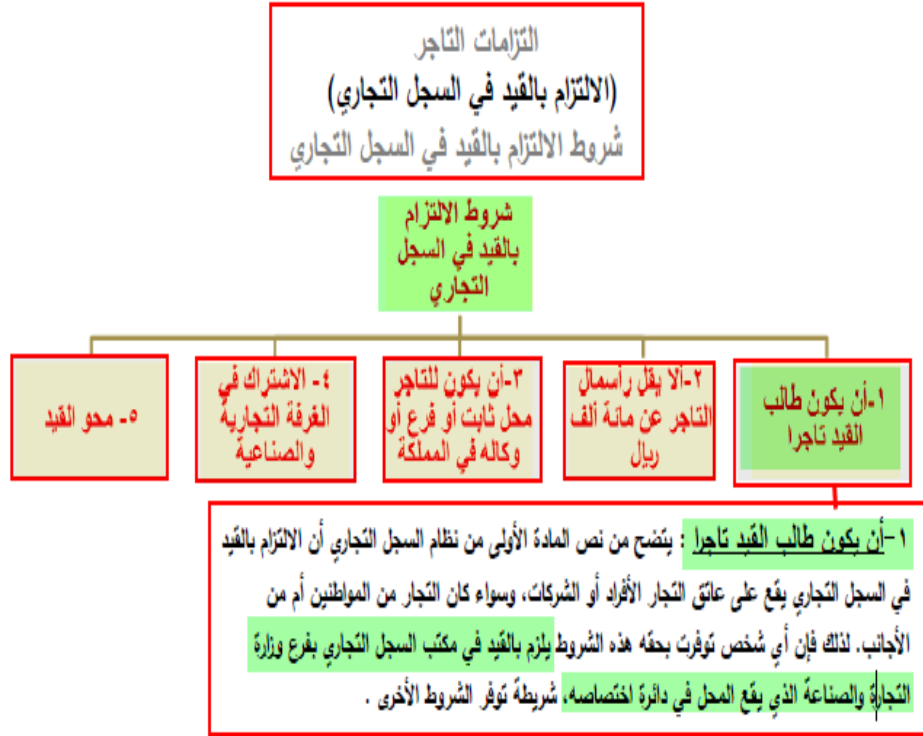 التزامات التاجر
(الالتزام بالقيد في السجل التجاري)
شروط الالتزام بالقيد في السجل التجاري
شروط الالتزام
بالقيد في السجل
التجاري
١-أن يكون طالب
القيد تاجرا
٢-ألا يقل رأسمال
التاجر عن مائة ألف
ريال
٣-أن يكون للتاجر
محل ثابت أو فرع أو
وكاله في المملكة
٤- الاشتراك في
الغرفة التجارية
والصناعية
٥- محو القيد
١-أن يكون طالب القيد تاجرا : يتضح من نص المادة الأولى من نظام السجل التجاري أن الالتزام بالقيد
في السجل التجاري يقع على عاتق التجار الأفراد أو الشركات، وسواء كان التجار من المواطنين أم من
الأجانب. لذلك فإن أي شخص توفرت بحقه هذه الشروط يلزم بالقيد في مكتب السجل التجاري بفرع وزارة
التجارة والصناعة الذي يقع المحل في دائرة اختصاصه، شريطة توفر الشروط الأخرى .